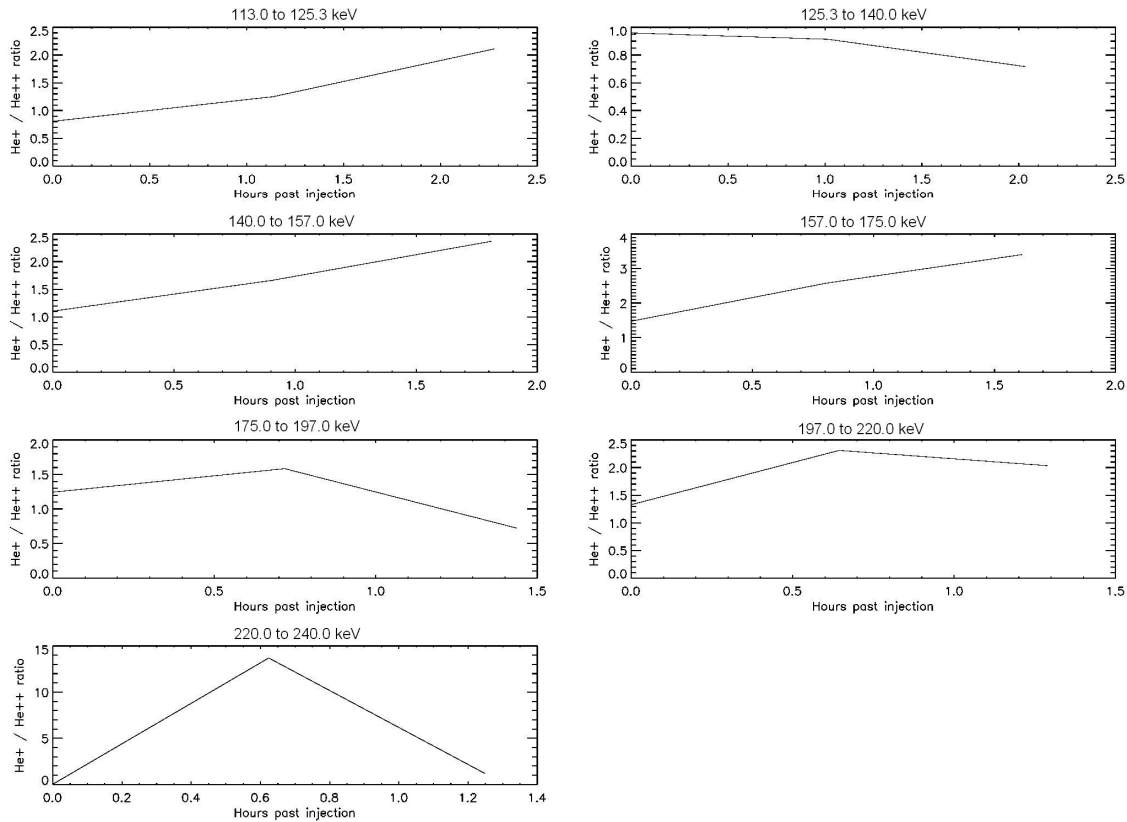 113.0 to 125.3 keV
He+ / He++ ratio
2.5
2.0
1.5
1.0
0.5
0.0
0.0 0.5 1.0 1.5 2.0 2.5
Hours past injection
125.3 to 140.0 keV
He+ / He++ ratio
1.0
0.8
0.6
0.4
0.2
0
0.0 0.5 1.0 1.5 2.0 2.5
Hours past injection
140.0 to 157.0 keV
He+ / He++ ratio
2.5
2.0
1.5
1.0
0.5
0.0
0.0 0.5 1.0 1.5 2.0
Hours past injection
157.0 to 175.0 keV
He+ / He++ ratio
4
3
2
1
0.0
0.0 0.5 1.0 1.5 2.0
Hours past injection
175.0 to 197.0 keV
He+ / He++ ratio
2.0
1.5
1.0
0.5
0.0
0.0 0.5 1.0 1.5
Hours past injection
197.0 to 220.0 keV
He+ / He++ ratio
2.5
2.0
1.5
1.0
0.5
0.0
0.0 0.5 1.0 1.5
Hours past injection
220.0 to 240.0 keV
He+ / He++ ratio
15
10
5
0
0.0 0.2 0.4 0.6 0.8 1.0 1.2 1.4
Hours past injection